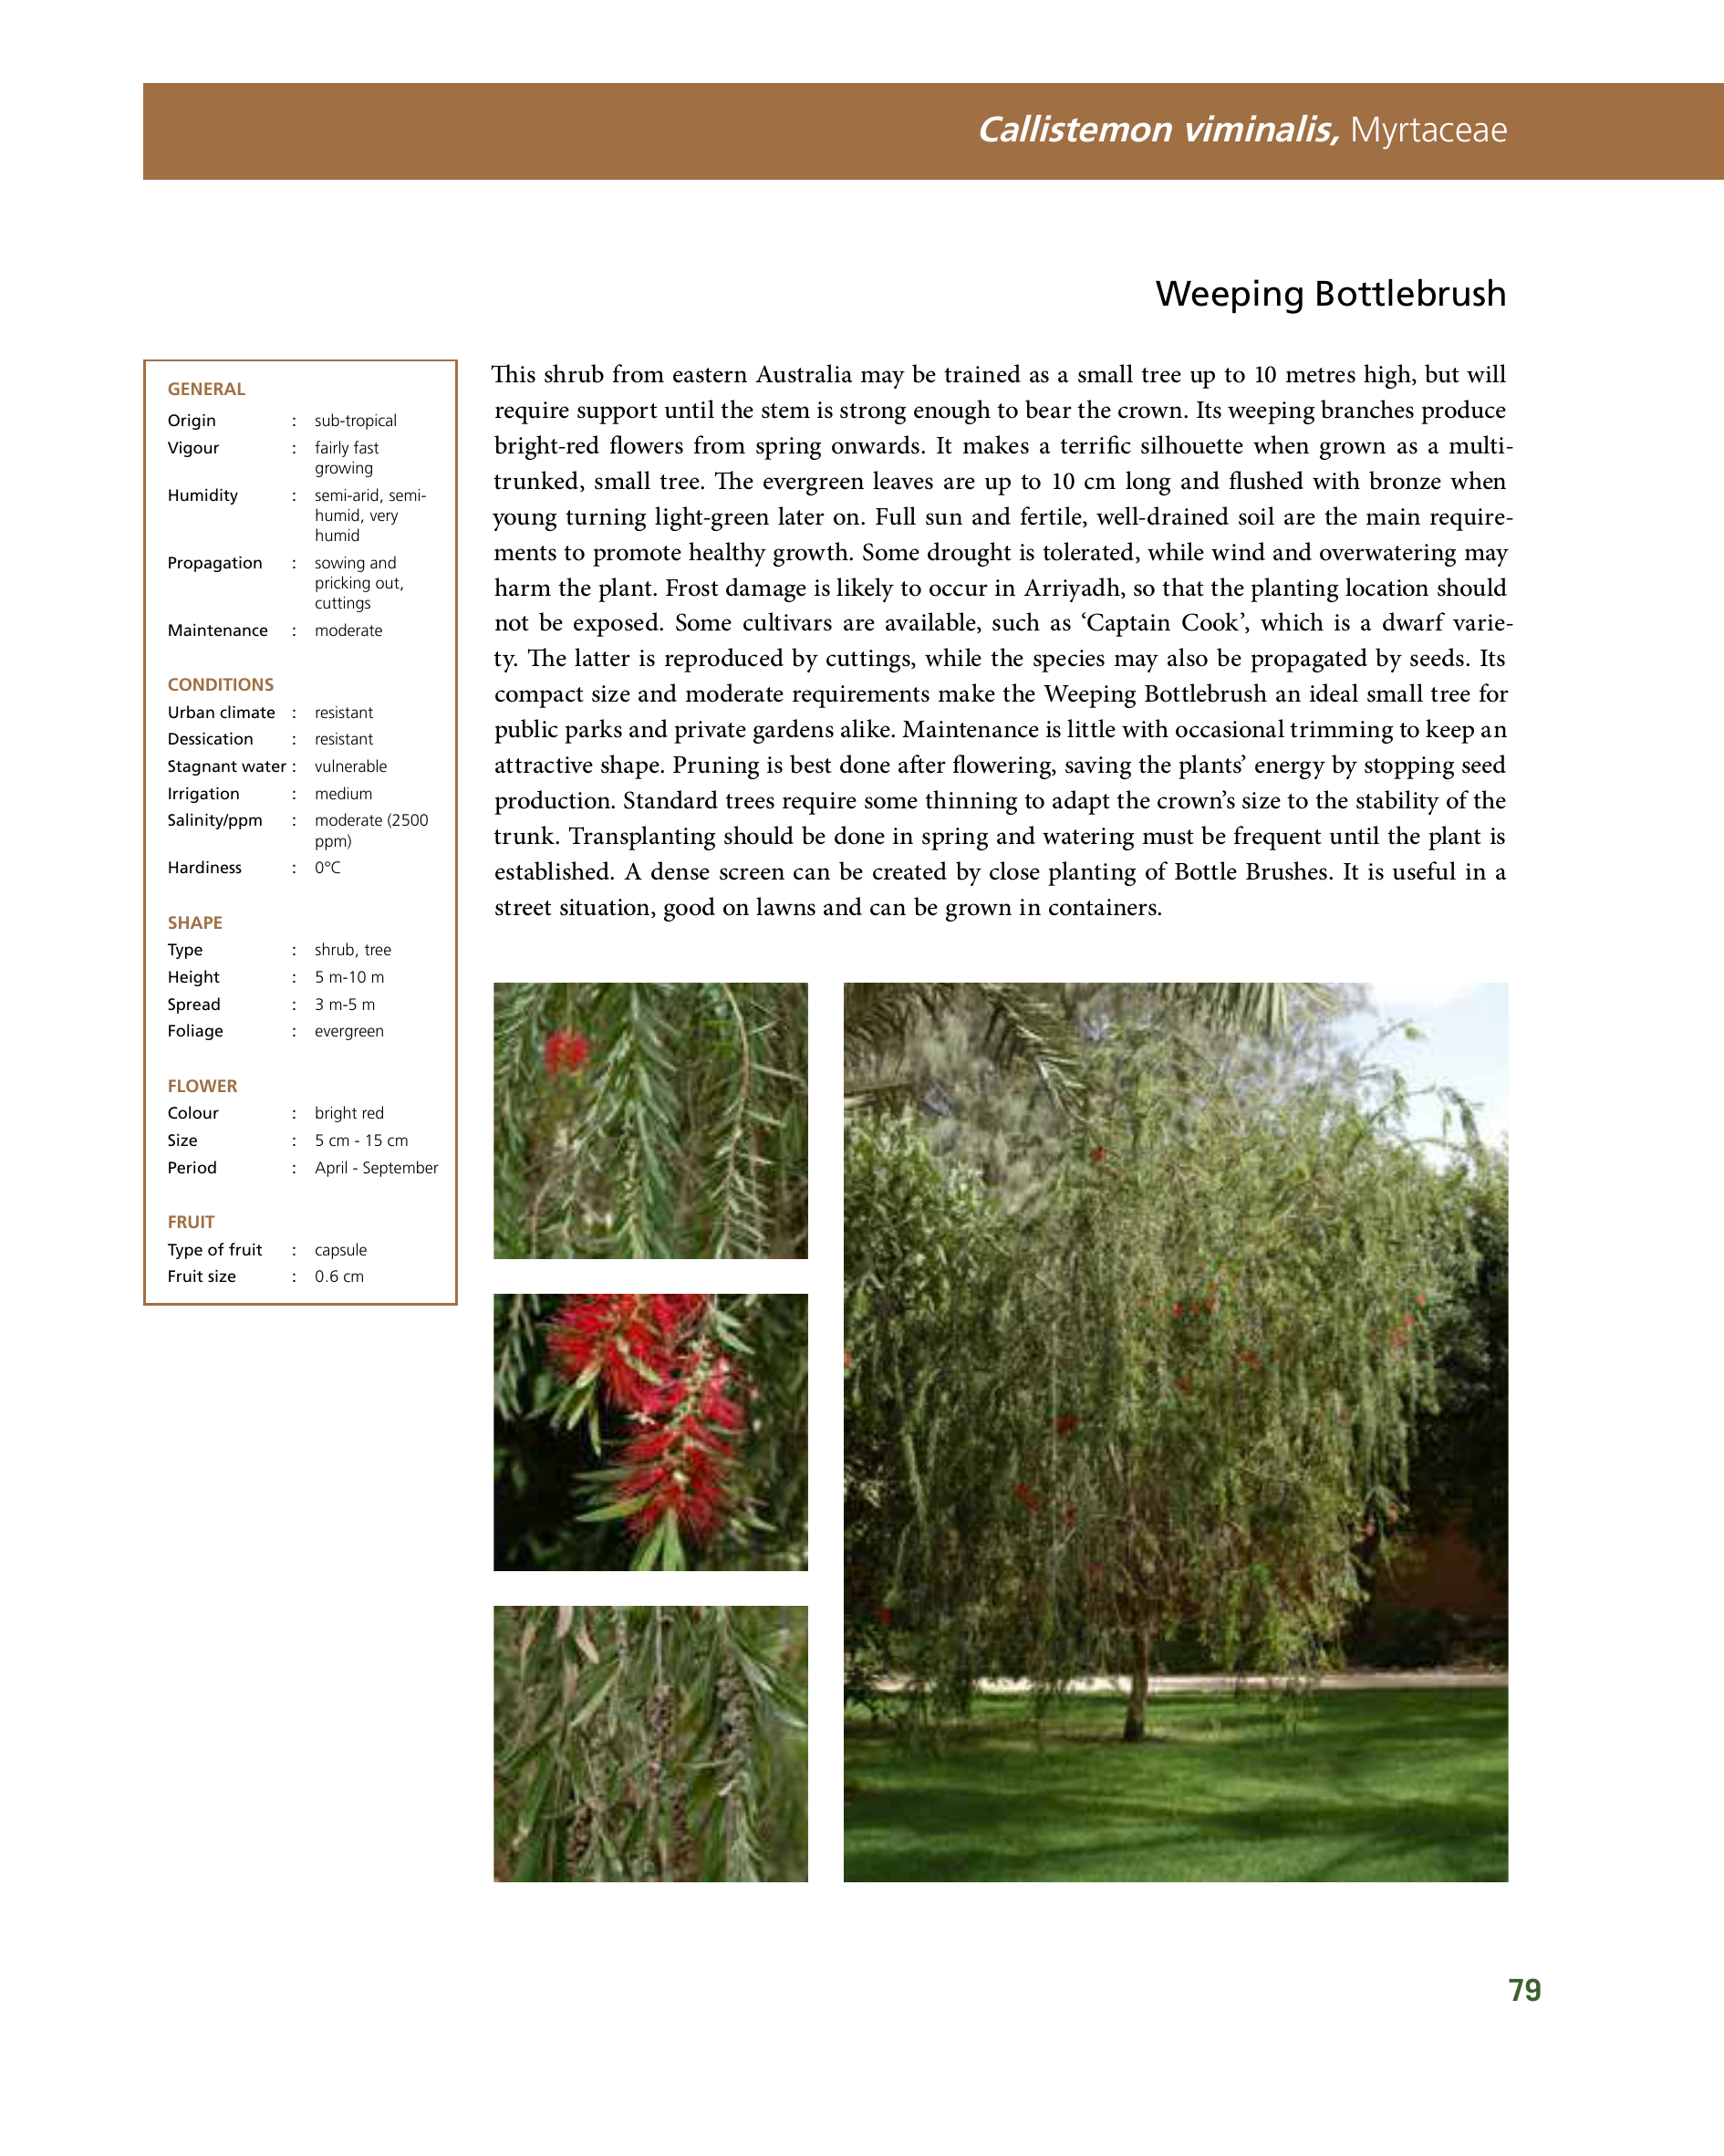 Callistemon viminalis, Myrtaceae
Weeping Bottlebrush
GENERAL
Origin : sub-tropical
Vigour : fairly fast
growing
Humidity : semi-arid, semi-
humid, very
humid
Propagation : sowing and
pricking out,
cuttings
Maintenance : moderate
CONDITIONS
Urban climate : resistant
Dessication : resistant
Stagnant water : vulnerable
Irrigation : medium
Salinity/ppm : moderate (2500
ppm)
Hardiness : 0°C
SHAPE
Type : shrub, tree
Height : 5 m-10 m
Spread : 3 m-5 m
Foliage : evergreen
FLOWER
Colour : bright red
Size : 5 cm - 15 cm
Period : April - September
FRUIT
Type of fruit : capsule
Fruit size : 0.6 cm
This shrub from eastern Australia may be trained as a small tree up to 10 metres high, but will
require support until the stem is strong enough to bear the crown. Its weeping branches produce
bright-red flowers from spring onwards. It makes a terrific silhouette when grown as a multi-
trunked, small tree. The evergreen leaves are up to 10 cm long and flushed with bronze when
young turning light-green later on. Full sun and fertile, well-drained soil are the main require-
ments to promote healthy growth. Some drought is tolerated, while wind and overwatering may
harm the plant. Frost damage is likely to occur in Arriyadh, so that the planting location should
not be exposed. Some cultivars are available, such as ‘Captain Cook’, which is a dwarf varie-
ty. The latter is reproduced by cuttings, while the species may also be propagated by seeds. Its
compact size and moderate requirements make the Weeping Bottlebrush an ideal small tree for
public parks and private gardens alike. Maintenance is little with occasional trimming to keep an
attractive shape. Pruning is best done after flowering, saving the plants’ energy by stopping seed
production. Standard trees require some thinning to adapt the crown’s size to the stability of the
trunk. Transplanting should be done in spring and watering must be frequent until the plant is
established. A dense screen can be created by close planting of Bottle Brushes. It is useful in a
street situation, good on lawns and can be grown in containers.
79